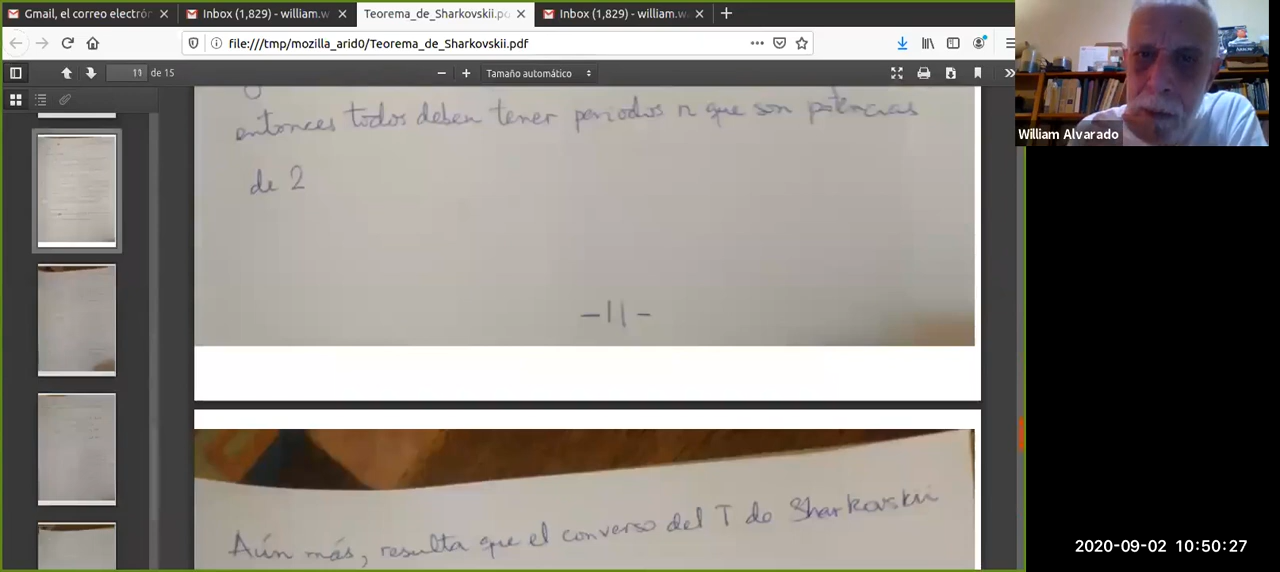 Gmail, el correo electrón
Inbox (1,829) - william.w
Teorema_de_Sharkovskii.pd
Inbox (1,829) - william.w
file:///tmp/mozilla_arid0/Teorema_de_Sharkovskii.pdf
11 de 15
Tamaño automático
entonces todos deben tener periodos n que son potencias
de 2
-11-
Aún más, resulta que el converso del T de Sharkovskii
William Alvarado
2020-09-02 10:50:27